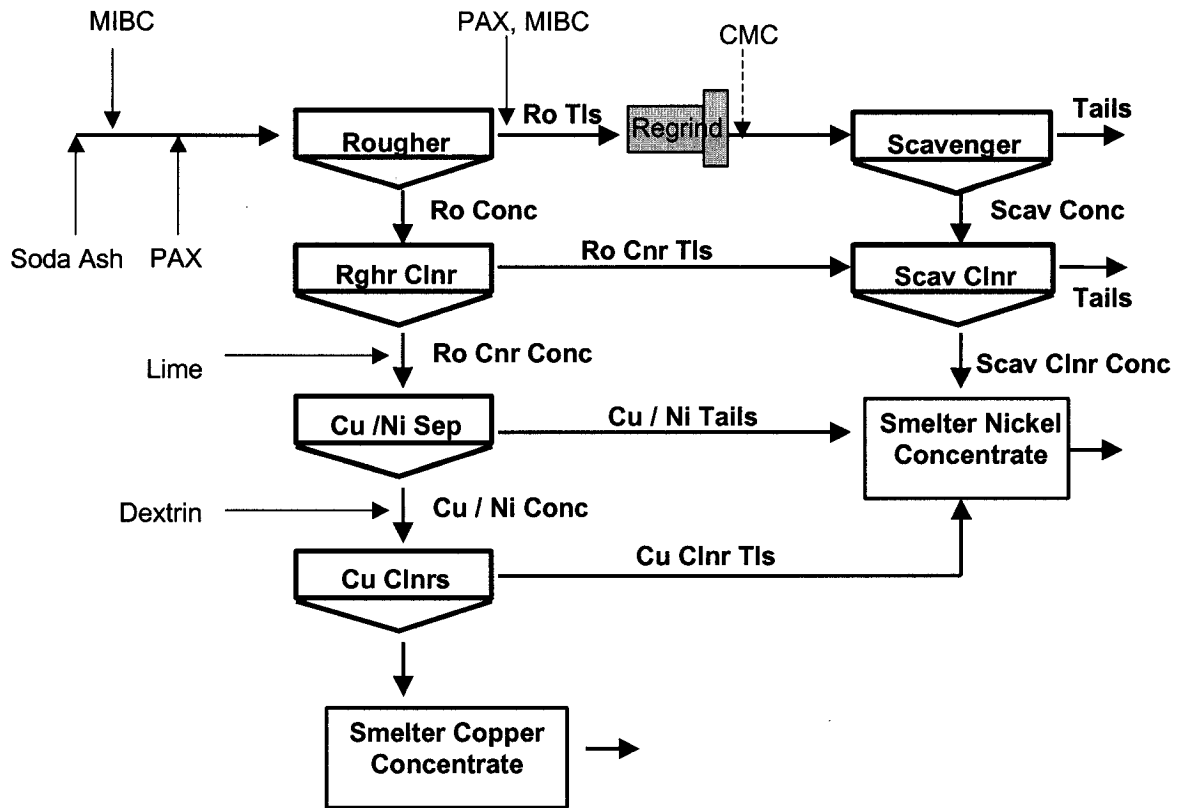 MIBC
PAX, MIBC
CMC
Ro Tls
Regrind
Tails
Rougher
Scavenger
Ro Conc
Scav Conc
Soda Ash
PAX
Ro Cnr Tls
Rghr Clnr
Scav Clnr
Tails
Ro Cnr Conc
Scav Clnr Conc
Lime
Cu / Ni Tails
Cu /Ni Sep
Smelter Nickel
Concentrate
Dextrin
Cu / Ni Conc
Cu Clnr Tls
Cu Clnrs
Smelter Copper
Concentrate